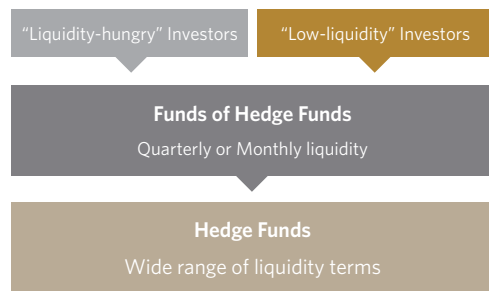 “Liquidity-hungry” Investors
“Low-liquidity” Investors
Funds of Hedge Funds
Quarterly or Monthly liquidity
Hedge Funds
Wide range of liquidity terms